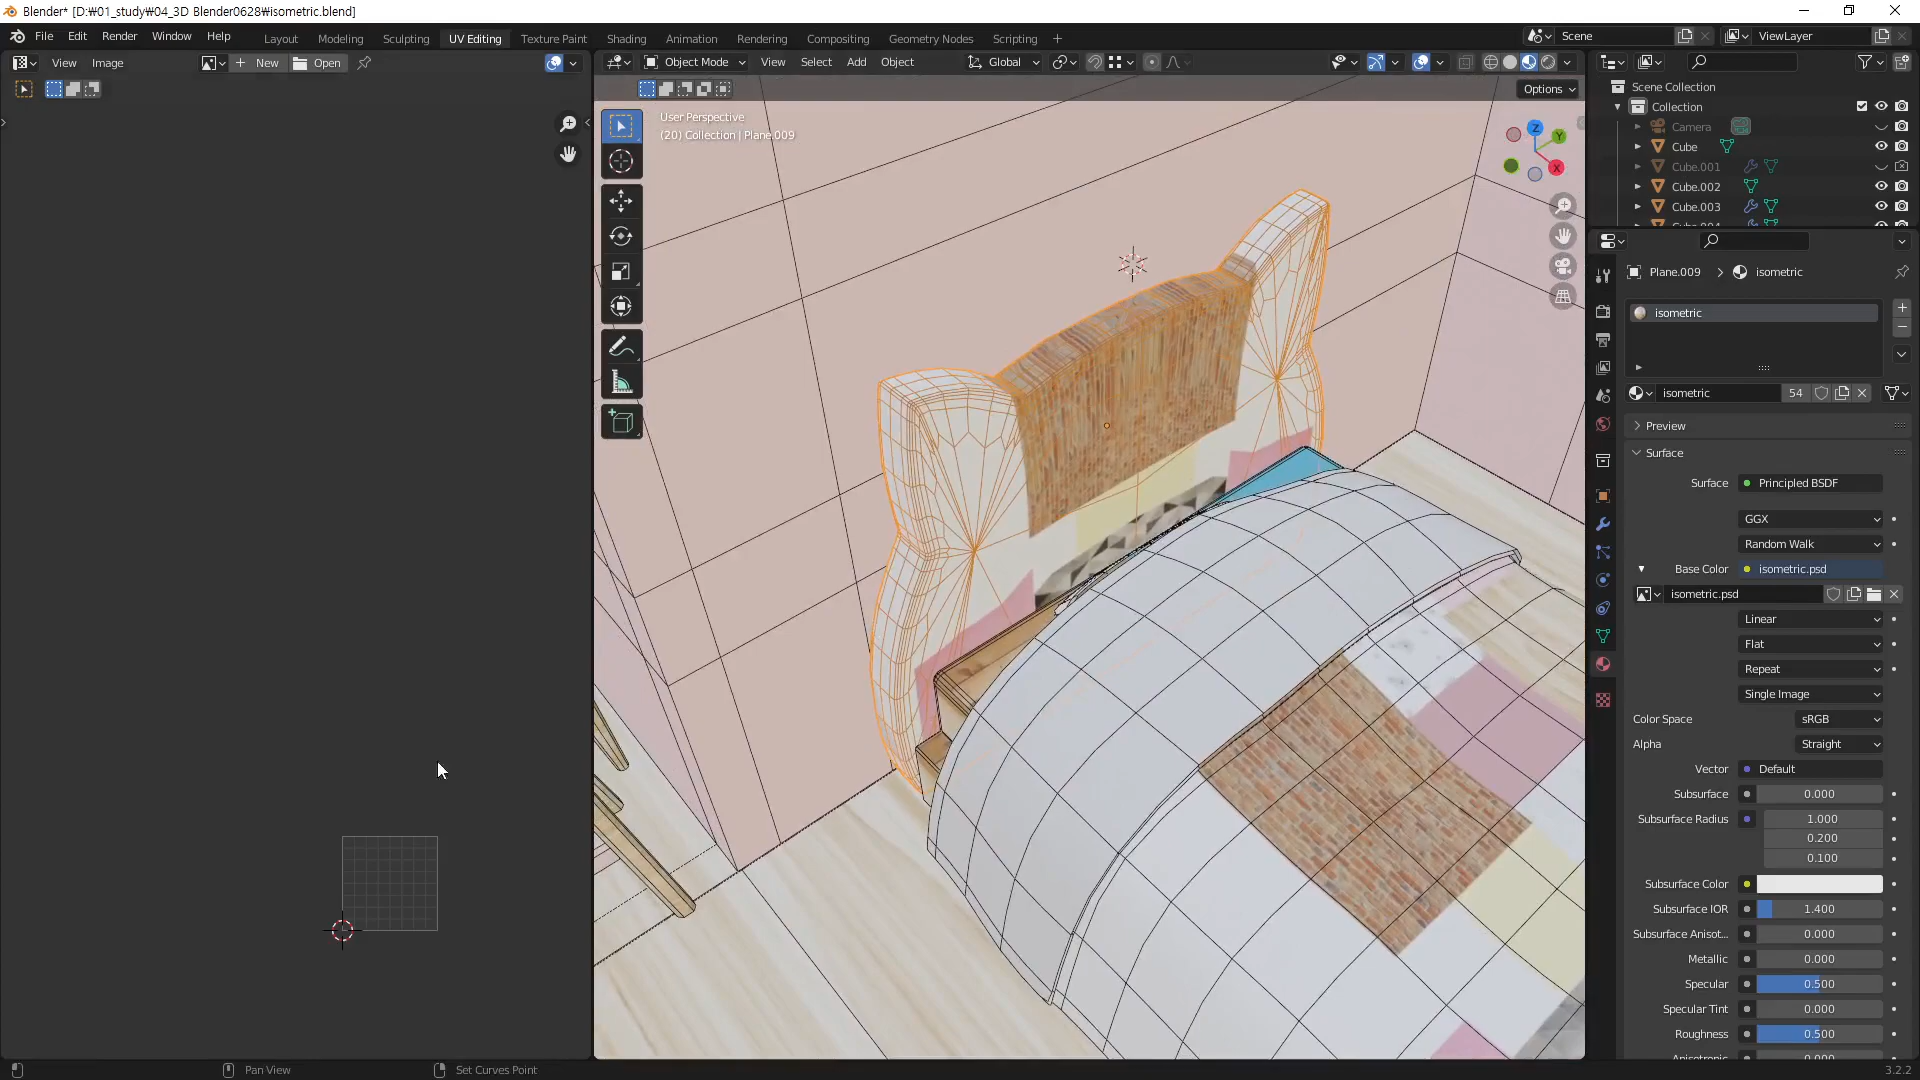 Blender* [D:₩01_study₩04_3D Blender0628₩isometric.blend]
File Edit Render Window Help Layout Modeling Sculpting UV Editing Texture Paint Shading Animation Rendering Compositing Geometry Nodes Scripting + Scene ViewLayer
View Image + New Open Object Mode View Select Add Object Global
Options
User Perspective
(20) Collection | Plane.009
Z
Y
X
Scene Collection
Collection
Camera
Cube
Cube.001
Cube.002
Cube.003
Plane.009 > isometric
isometric
isometric 54
Preview
Surface
Surface Principled BSDF
GGX
Random Walk
Base Color isometric.psd
isometric.psd
Linear
Flat
Repeat
Single Image
Color Space sRGB
Alpha Straight
Vector Default
Subsurface 0.000
Subsurface Radius 1.000
0.200
0.100
Subsurface Color
Subsurface IOR 1.400
Subsurface Anisot... 0.000
Metallic 0.000
Specular 0.500
Specular Tint 0.000
Roughness 0.500
Pan View Set Curves Point 3.2.2